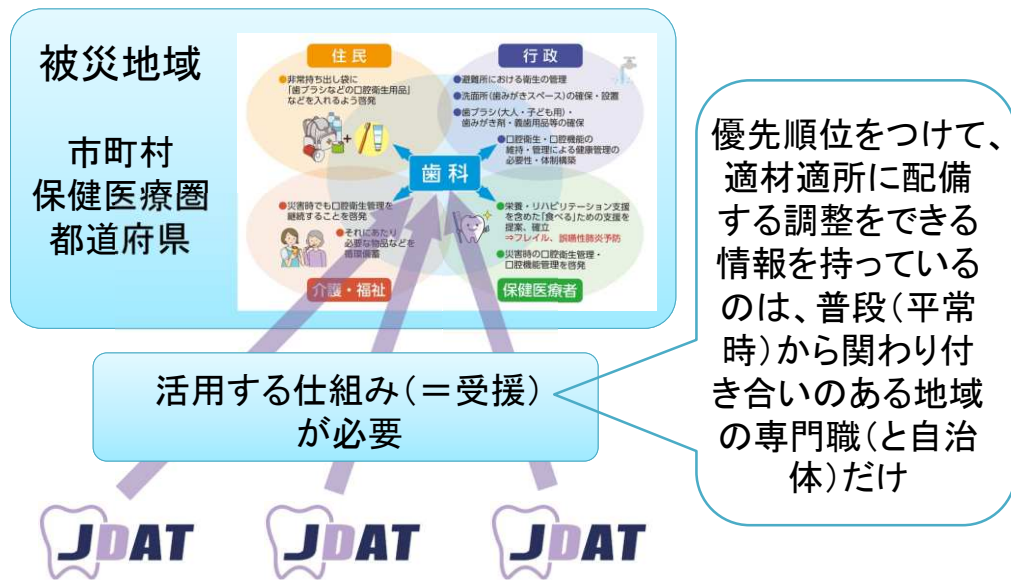 被災地域
市町村
保健医療圏
都道府県
住民
●非常持ち出し袋に
「歯ブラシなどの口腔衛生用品」
などを入れるよう啓発
行政
●避難所における衛生の管理
●洗面所(歯みがきスペース)の確保・設置
●歯ブラシ(大人・子ども用)・
歯みがき剤・義歯用品等の確保
●口腔衛生・口腔機能の
維持・管理による健康管理の
必要性・体制構築
歯科
●災害時でも口腔衛生管理を
継続することを啓発
●それにあたり
必要な物品などを
循環備蓄
介護・福祉
●栄養・リハビリテーション支援
を含めた「食べる」ための支援を
提案、確立
⇒フレイル、誤嚥性肺炎予防
●災害時の口腔衛生管理・
口腔機能管理を啓発
保健医療者
活用する仕組み(=受援)
が必要
優先順位をつけて、
適材適所に配備
する調整をできる
情報を持っている
のは、普段(平常
時)から関わり付
き合いのある地域
の専門職(と自治
体)だけ
JDAT
JDAT
JDAT